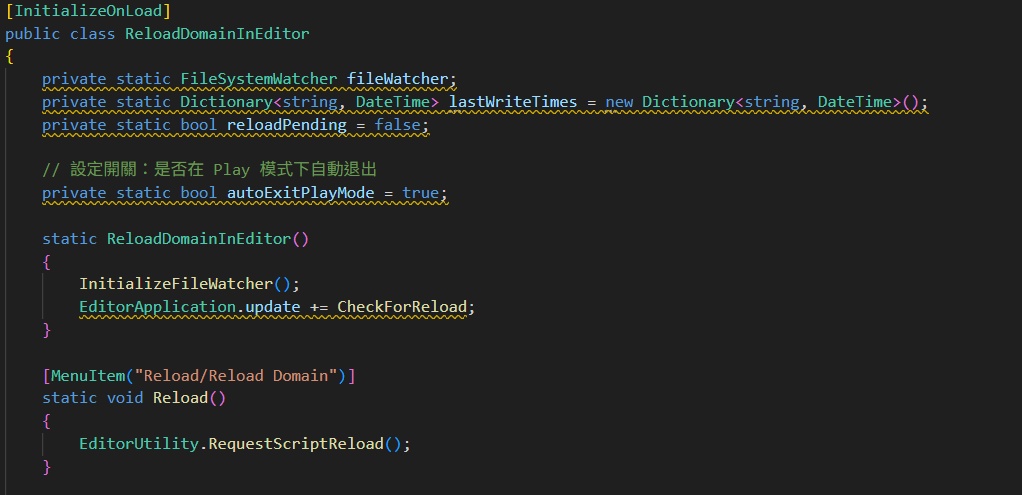 [InitializeOnLoad]
public class ReloadDomainInEditor
{
    private static FileSystemWatcher fileWatcher;
    private static Dictionary<string, DateTime> lastWriteTimes = new Dictionary<string, DateTime>();
    private static bool reloadPending = false;

    // 設定開關：是否在 Play 模式下自動退出
    private static bool autoExitPlayMode = true;

    static ReloadDomainInEditor()
    {
        InitializeFileWatcher();
        EditorApplication.update += CheckForReload;
    }

    [MenuItem("Reload/Reload Domain")]
    static void Reload()
    {
        EditorUtility.RequestScriptReload();
    }